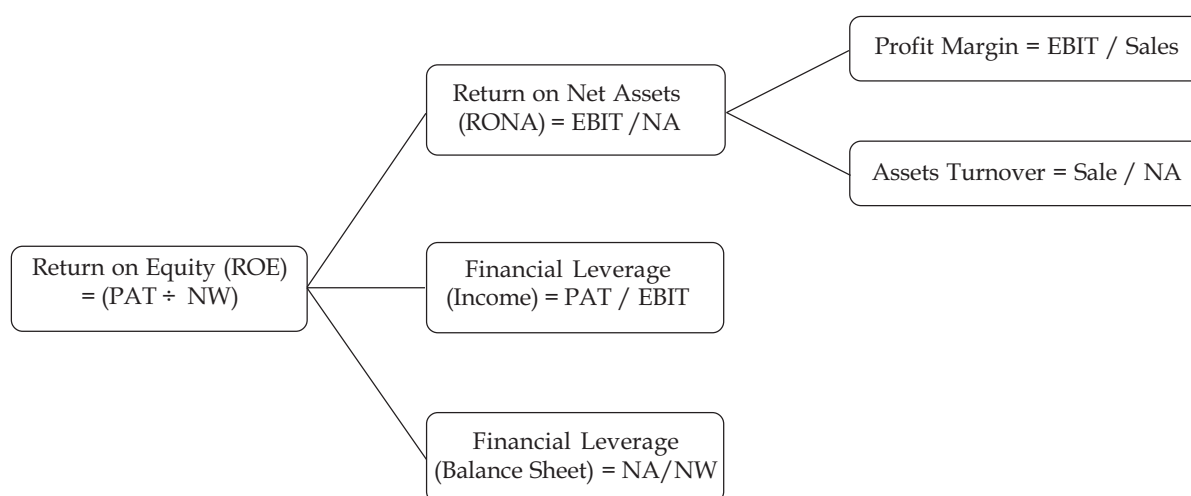 Profit Margin = EBIT / Sales
Return on Net Assets
(RONA) = EBIT / NA
Assets Turnover = Sale / NA
Return on Equity (ROE)
= (PAT ÷ NW)
Financial Leverage
(Income) = PAT / EBIT
Financial Leverage
(Balance Sheet) = NA/NW